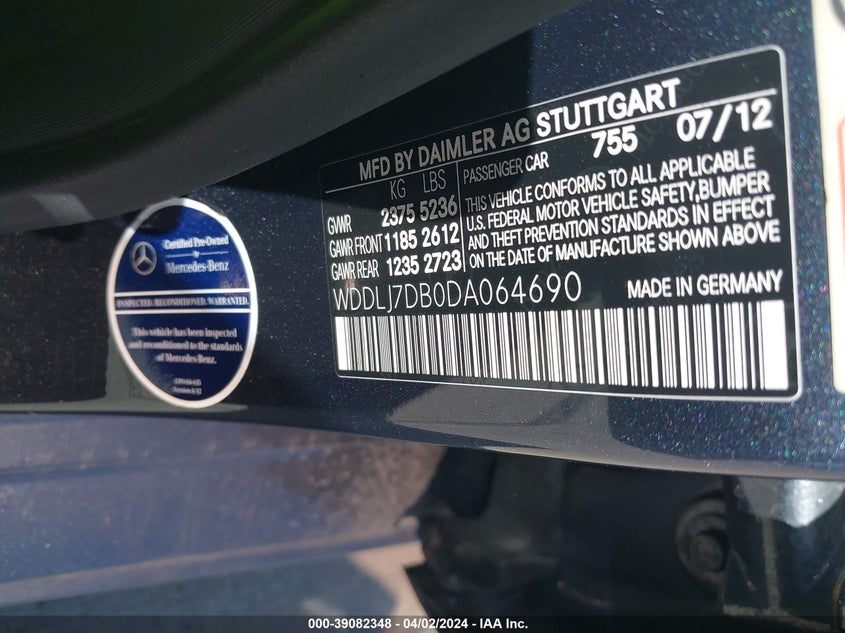 MFD BY DAIMLER AG STUTTGART
KG LBS
GVWR 2375 5236
GAWR FRONT 1185 2612
GAWR REAR 1235 2723
PASSENGER CAR 755 07/12
THIS VEHICLE CONFORMS TO ALL APPLICABLE
U.S. FEDERAL MOTOR VEHICLE SAFETY,BUMPER
AND THEFT PREVENTION STANDARDS IN EFFECT
ON THE DATE OF MANUFACTURE SHOWN ABOVE
WDDLJ7DB0DA064690 MADE IN GERMANY
Certified Pre-Owned
by
Mercedes-Benz
INSPECTED. RECONDITIONED. WARRANTED.
This vehicle has been inspected
and reconditioned to the standards
of Mercedes-Benz.
000-39082348 - 04/02/2024 - IAA Inc.